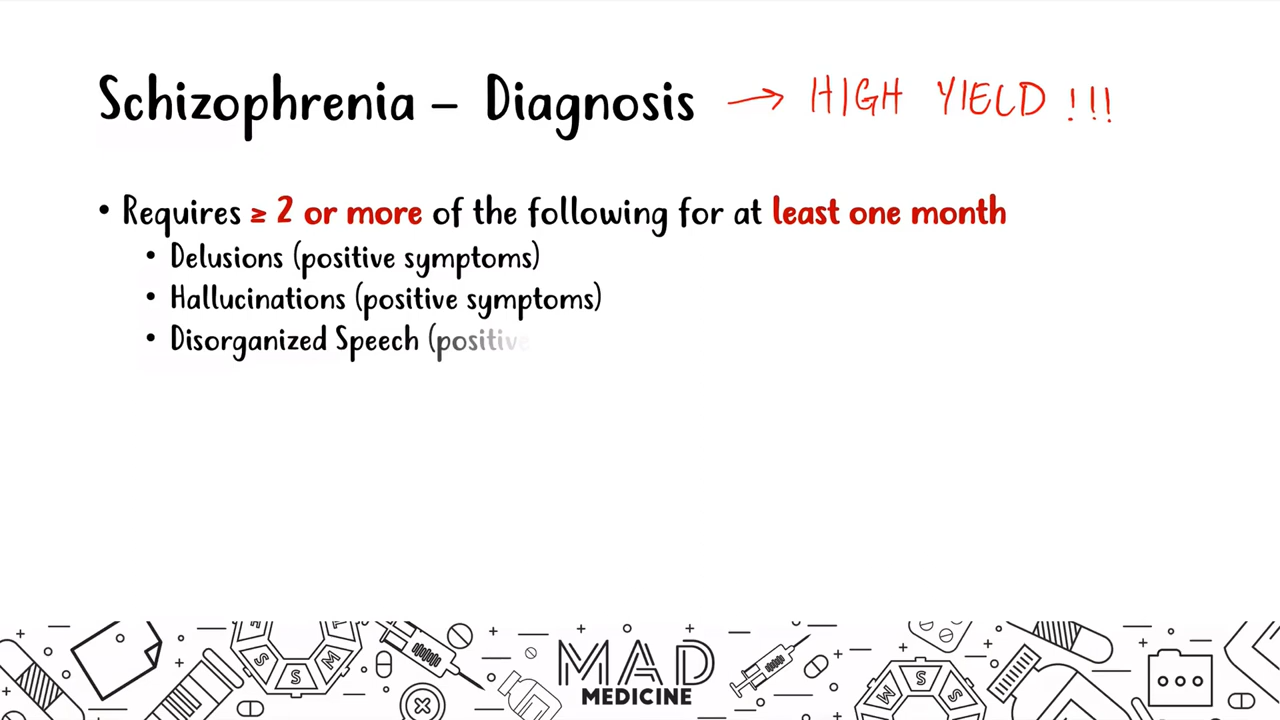 Schizophrenia – Diagnosis → HIGH YIELD !!!
• Requires ≥ 2 or more of the following for at least one month
• Delusions (positive symptoms)
• Hallucinations (positive symptoms)
• Disorganized Speech (positive
S S M
MAD
MEDICINE
M S S